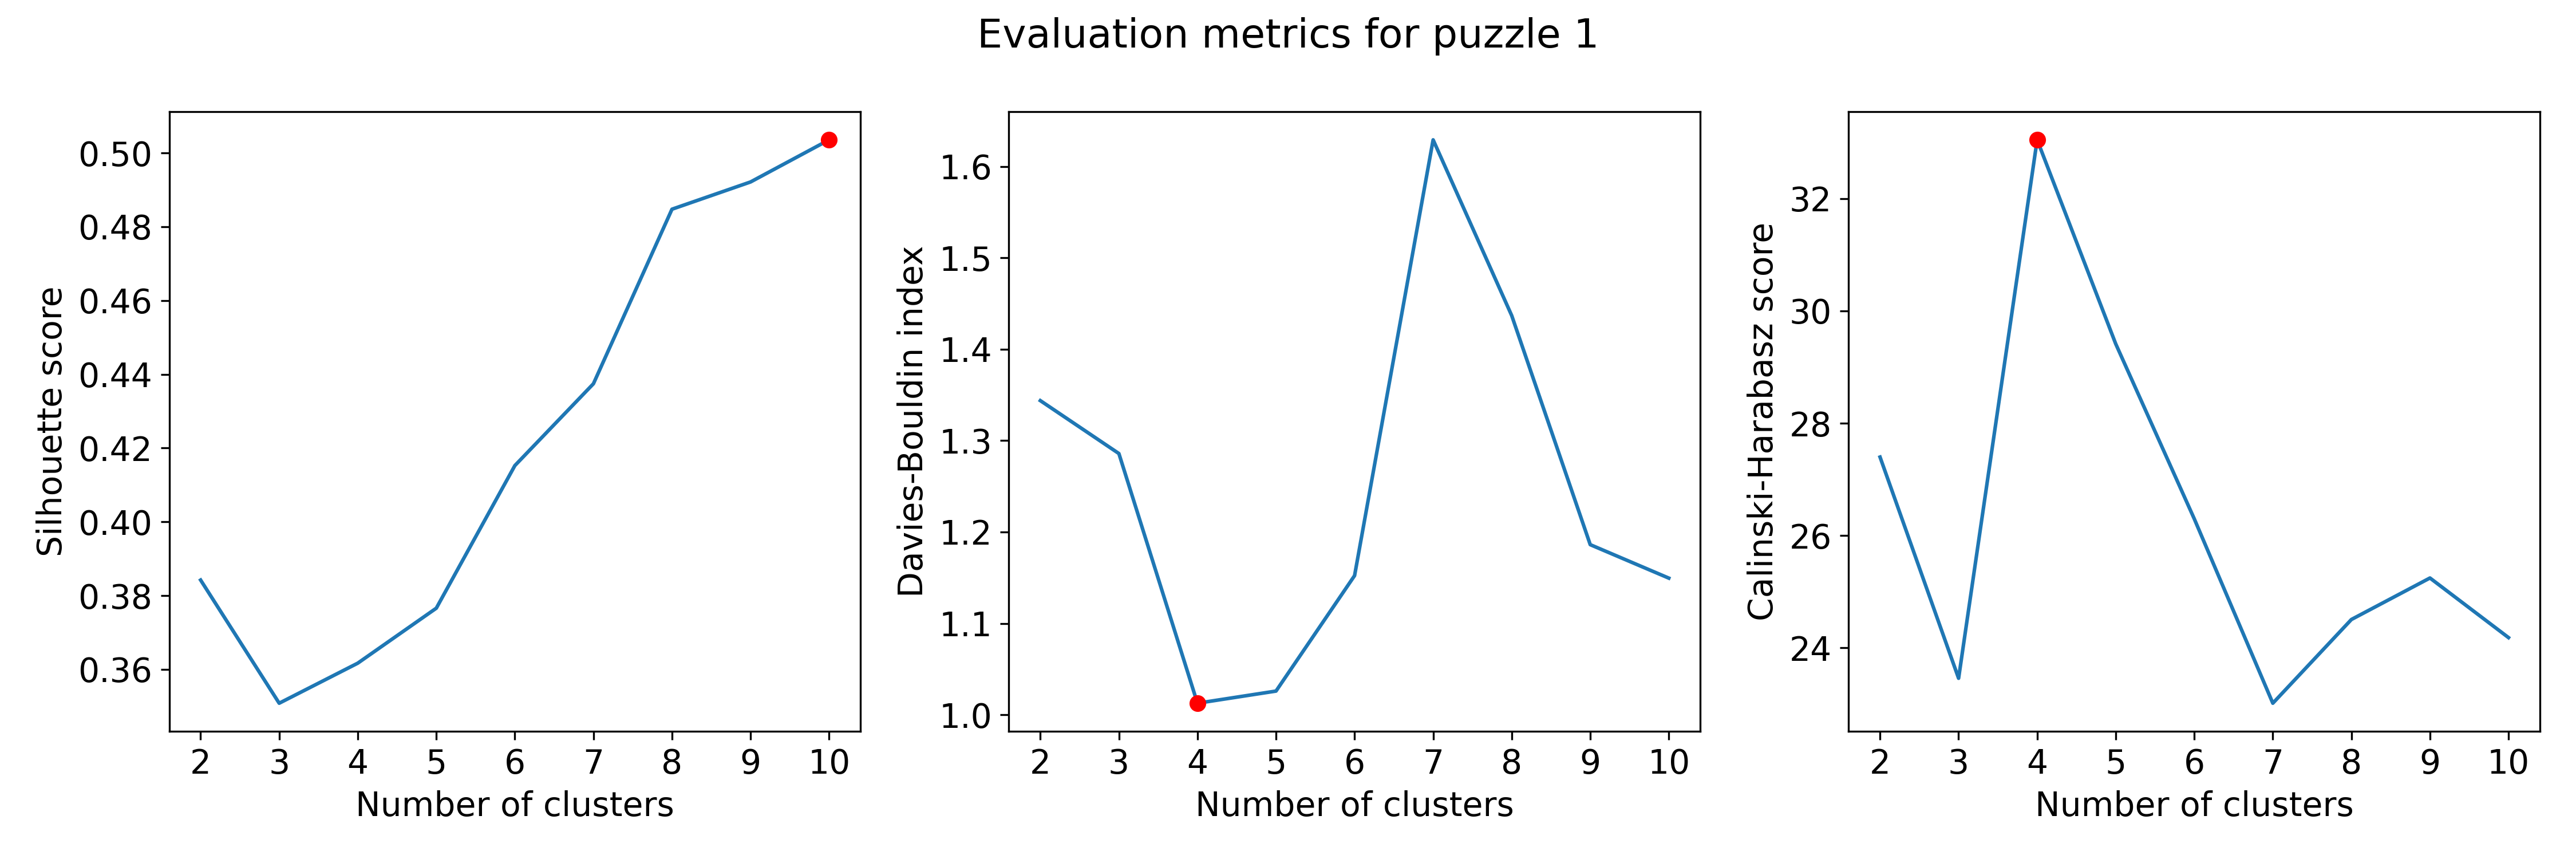 Evaluation metrics for puzzle 1
Silhouette score
0.50
0.48
0.46
0.44
0.42
0.40
0.38
0.36
2 3 4 5 6 7 8 9 10
Number of clusters
Davies-Bouldin index
1.6
1.5
1.4
1.3
1.2
1.1
1.0
2 3 4 5 6 7 8 9 10
Number of clusters
Calinski-Harabasz score
32
30
28
26
24
2 3 4 5 6 7 8 9 10
Number of clusters